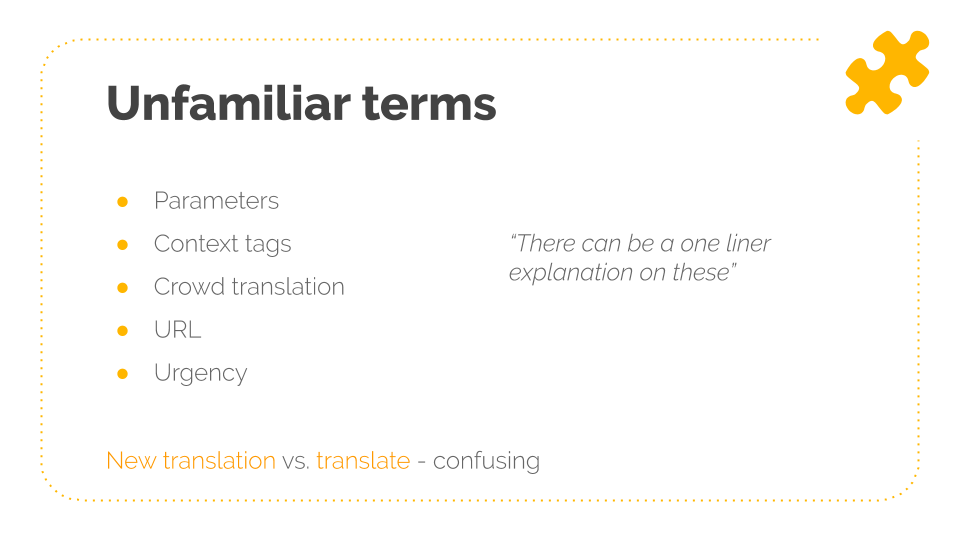 Unfamiliar terms
● Parameters
● Context tags
● Crowd translation
● URL
● Urgency
“There can be a one liner
explanation on these”
New translation vs. translate - confusing